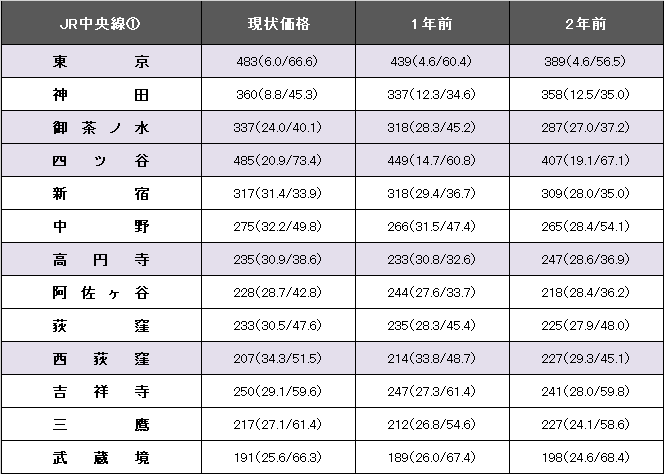 JR中央線① 現状価格 1年前 2年前
東京 483(6.0/66.6) 439(4.6/60.4) 389(4.6/56.5)
神田 360(8.8/45.3) 337(12.3/34.6) 358(12.5/35.0)
御茶ノ水 337(24.0/40.1) 318(28.3/45.2) 287(27.0/37.2)
四ツ谷 485(20.9/73.4) 449(14.7/60.8) 407(19.1/67.1)
新宿 317(31.4/33.9) 318(29.4/36.7) 309(28.0/35.0)
中野 275(32.2/49.8) 266(31.5/47.4) 265(28.4/54.1)
高円寺 235(30.9/38.6) 233(30.8/32.6) 247(28.6/36.9)
阿佐ヶ谷 228(28.7/42.8) 244(27.6/33.7) 218(28.4/36.2)
荻窪 233(30.5/47.6) 235(28.3/45.4) 225(27.9/48.0)
西荻窪 207(34.3/51.5) 214(33.8/48.7) 227(29.3/45.1)
吉祥寺 250(29.1/59.6) 247(27.3/61.4) 241(28.0/59.8)
三鷹 217(27.1/61.4) 212(26.8/54.6) 227(24.1/58.6)
武蔵境 191(25.6/66.3) 189(26.0/67.4) 198(24.6/68.4)